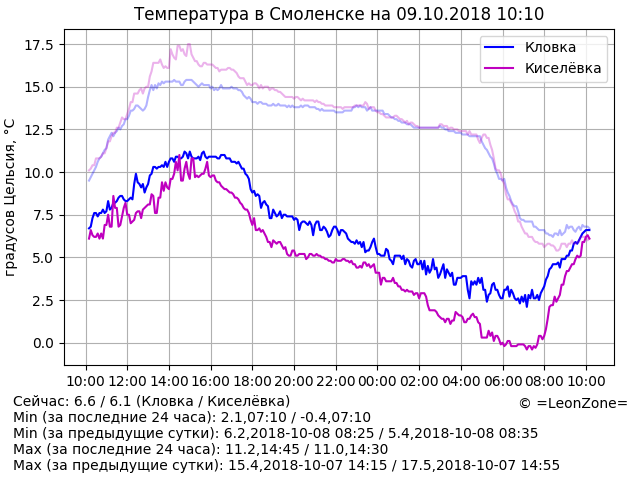 Температура в Смоленске на 09.10.2018 10:10
Кловка
Киселёвка
градусов Цельсия, °C
17.5
15.0
12.5
10.0
7.5
5.0
2.5
0.0
10:00 12:00 14:00 16:00 18:00 20:00 22:00 00:00 02:00 04:00 06:00 08:00 10:00
Сейчас: 6.6 / 6.1 (Кловка / Киселёвка)
© =LeonZone=
Min (за последние 24 часа): 2.1,07:10 / -0.4,07:10
Min (за предыдущие сутки): 6.2,2018-10-08 08:25 / 5.4,2018-10-08 08:35
Max (за последние 24 часа): 11.2,14:45 / 11.0,14:30
Max (за предыдущие сутки): 15.4,2018-10-07 14:15 / 17.5,2018-10-07 14:55